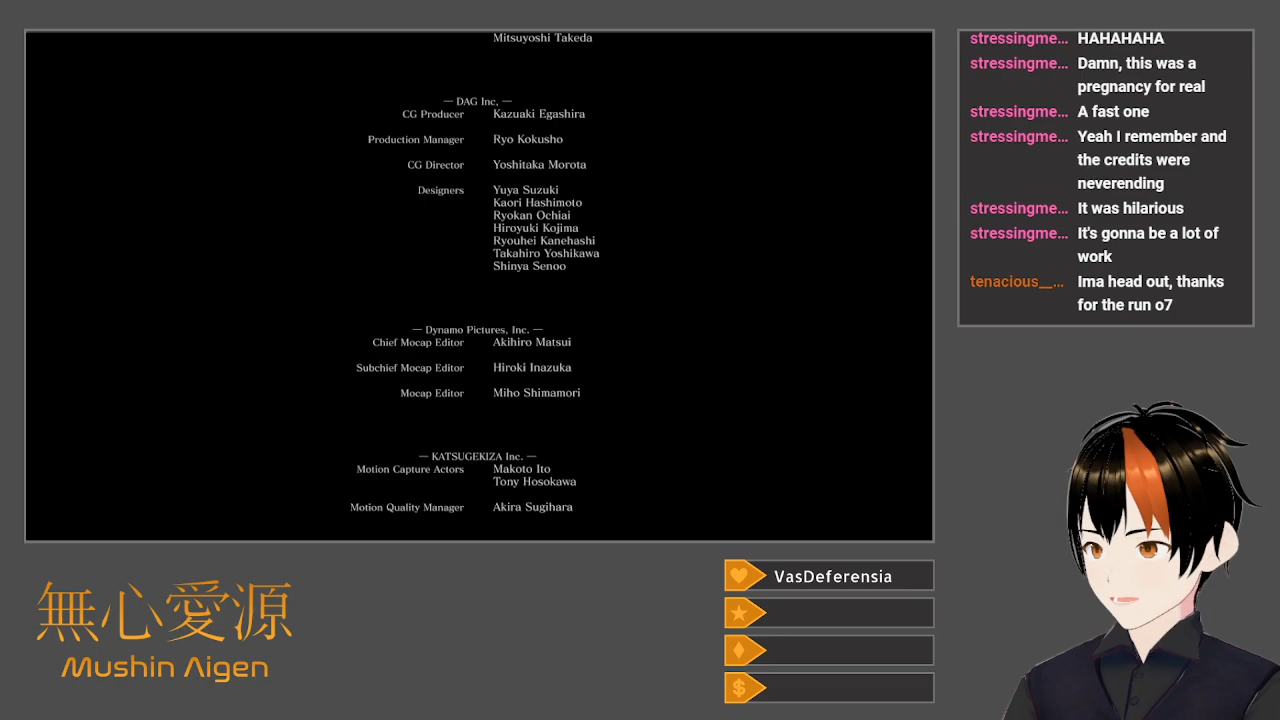 Mitsuyoshi Takeda
— DAG Inc, —
CG Producer Kazuaki Egashira
Production Manager Ryo Kokusho
CG Director Yoshitaka Morota
Designers Yuya Suzuki
Kaori Hashimoto
Ryokan Ochiai
Hiroyuki Kojima
Ryouhei Kanehashi
Takahiro Yoshikawa
Shinya Senoo
— Dynamo Pictures, Inc. —
Chief Mocap Editor Akihiro Matsui
Subchief Mocap Editor Hiroki Inazuka
Mocap Editor Miho Shimamori
— KATSUGEKIZA Inc. —
Motion Capture Actors Makoto Ito
Tony Hosokawa
Motion Quality Manager Akira Sugihara
stressingme... HAHAHAHA
stressingme... Damn, this was a
pregnancy for real
stressingme... A fast one
stressingme... Yeah I remember and
the credits were
neverending
stressingme... It was hilarious
stressingme... It's gonna be a lot of
work
tenacious__... Ima head out, thanks
for the run o7
無心愛源
Mushin Aigen
VasDeferensia
$